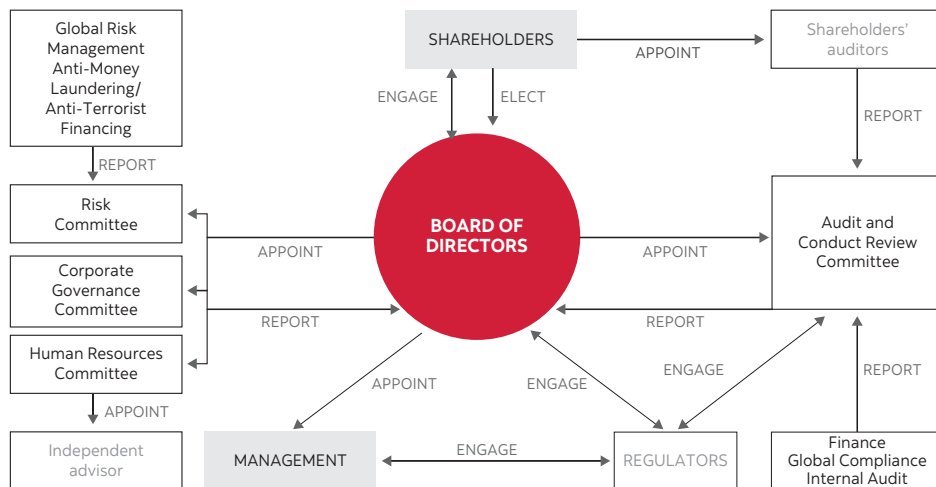 Global Risk
Management
Anti-Money
Laundering/
Anti-Terrorist
Financing
SHAREHOLDERS
APPOINT
Shareholders'
auditors
ENGAGE
ELECT
REPORT
REPORT
Risk
Committee
BOARD OF
DIRECTORS
Audit and
Conduct Review
Committee
APPOINT
APPOINT
Corporate
Governance
Committee
REPORT
REPORT
Human Resources
Committee
APPOINT
ENGAGE
ENGAGE
REPORT
APPOINT
Independent
advisor
MANAGEMENT
ENGAGE
REGULATORS
Finance
Global Compliance
Internal Audit